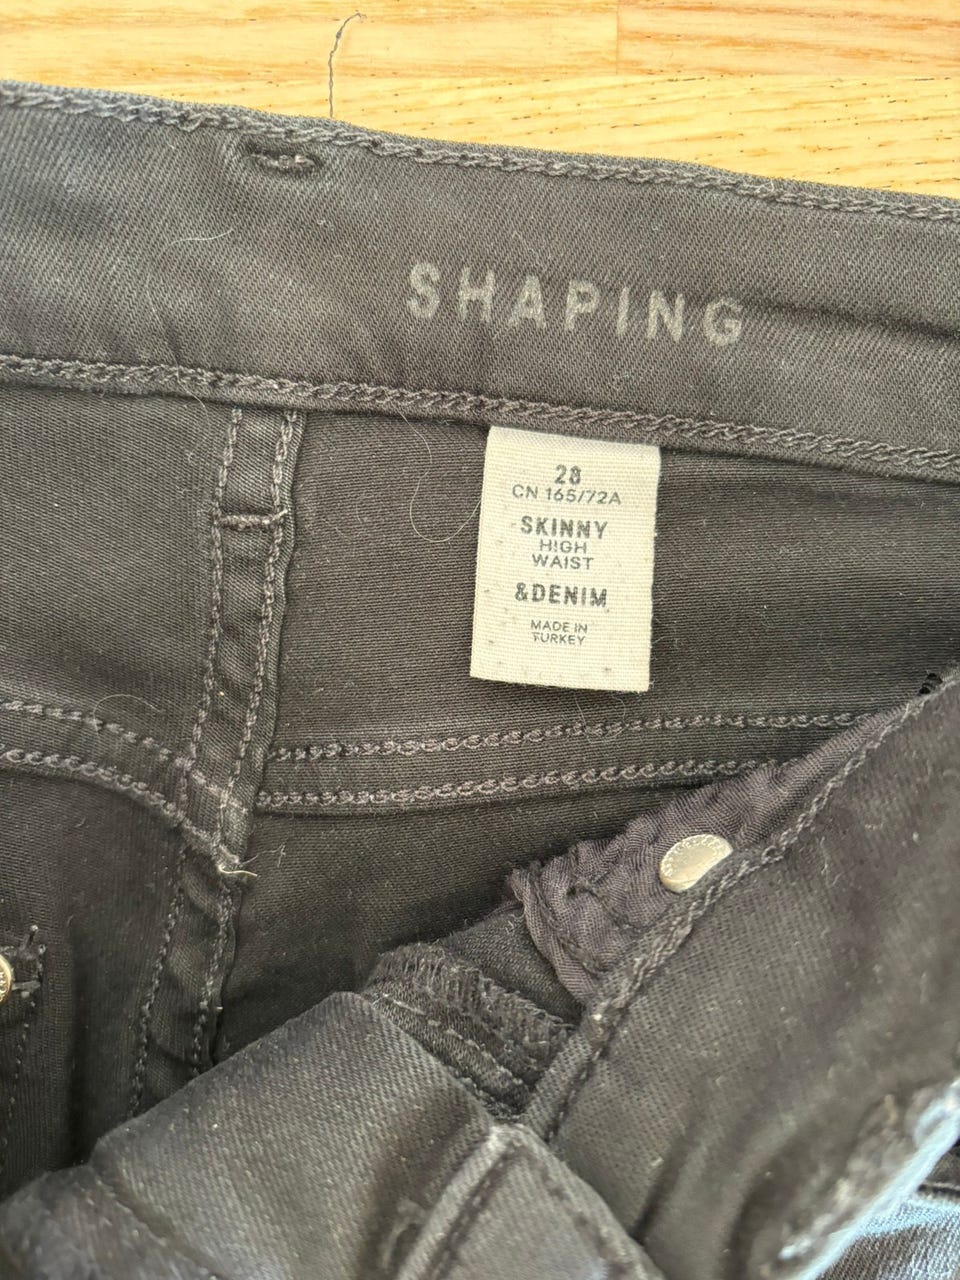 SHAPING
28
CN 165/72A
SKINNY
HIGH
WAIST
&DENIM
MADE IN
TURKEY